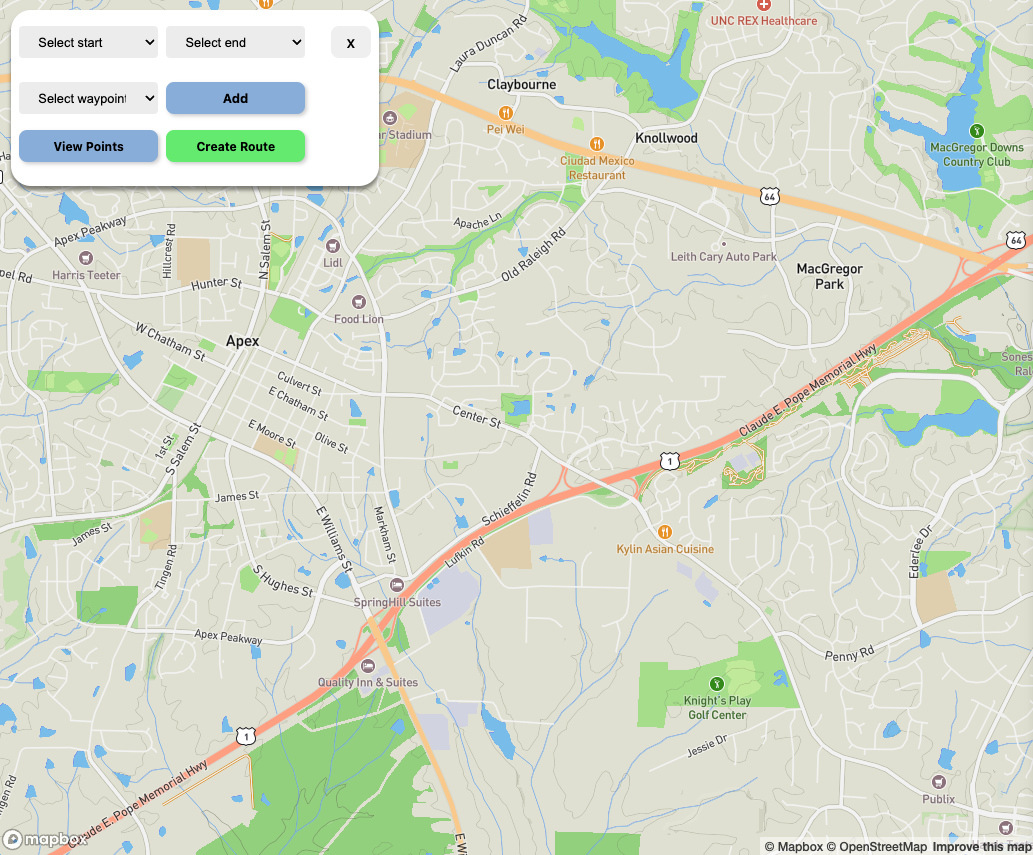 Select start
Select end
X
Select waypoint
Add
View Points
Create Route
UNC REX Healthcare
Laura Duncan Rd
Claybourne
Pei Wei
Stadium
Knollwood
Ciudad Mexico
Restaurant
MacGregor Downs
Country Club
64
64
Apex Peakway
Hillcrest Rd
N Salem St
Apache Ln
Old Raleigh Rd
Lidl
Harris Teeter
Leith Cary Auto Park
MacGregor
Park
Hunter St
Food Lion
W Chatham St
Apex
Culvert St
E Chatham St
Center St
Claude E. Pope Memorial Hwy
E Moore St
Olive St
1st St
S Salem St
1
James St
Schieffelin Rd
James St
E Williams St
Markham St
Lufkin Rd
Kylin Asian Cuisine
Tingen Rd
S Hughes St
Ederlee Dr
SpringHill Suites
Apex Peakway
Penny Rd
Quality Inn & Suites
Knight's Play
Golf Center
1
Jessie Dr
Claude E. Pope Memorial Hwy
Publix
mapbox
© Mapbox © OpenStreetMap Improve this map